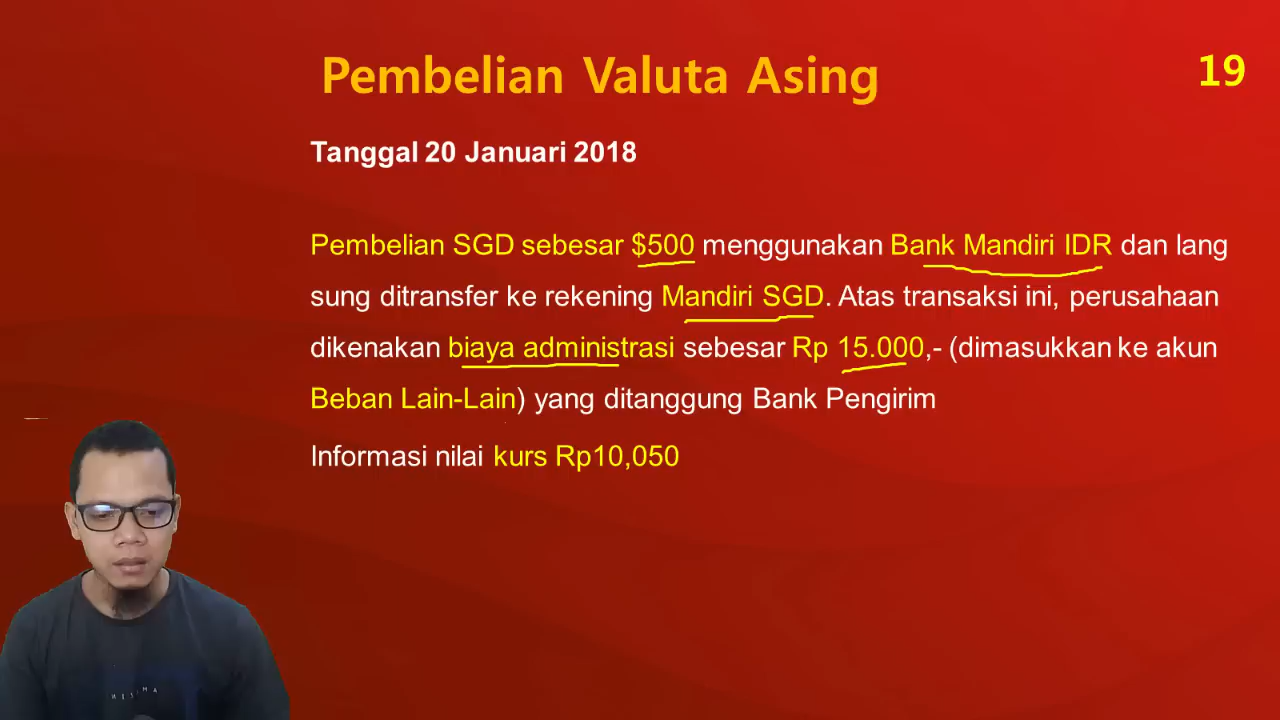 Pembelian Valuta Asing
19
Tanggal 20 Januari 2018
Pembelian SGD sebesar $500 menggunakan Bank Mandiri IDR dan lang
sung ditransfer ke rekening Mandiri SGD. Atas transaksi ini, perusahaan
dikenakan biaya administrasi sebesar Rp 15.000,- (dimasukkan ke akun
Beban Lain-Lain) yang ditanggung Bank Pengirim
Informasi nilai kurs Rp10,050